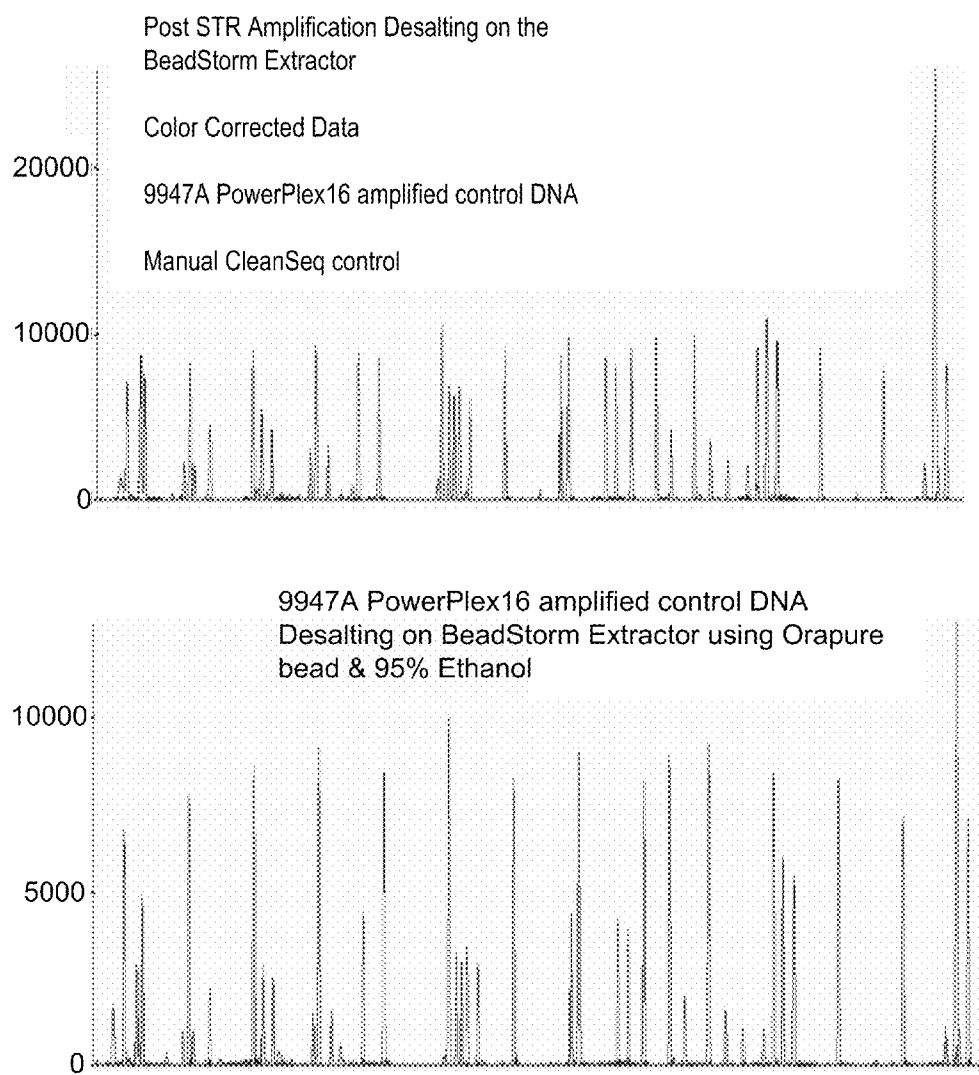 Post STR Amplification Desalting on the
BeadStorm Extractor
Color Corrected Data
9947A PowerPlex16 amplified control DNA
Manual CleanSeq control
20000
10000
0
9947A PowerPlex16 amplified control DNA
Desalting on BeadStorm Extractor using Orapure
bead & 95% Ethanol
10000
5000
0